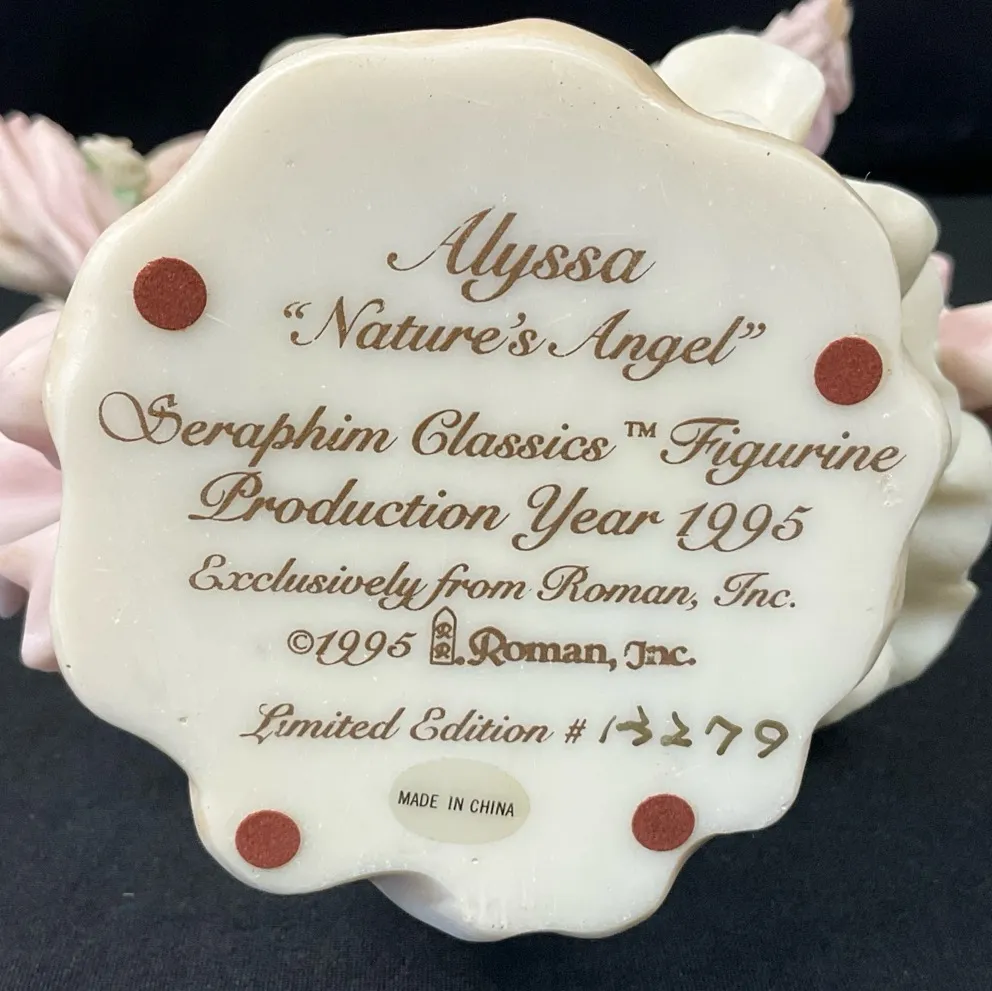 Alyssa
“Nature's Angel”
Seraphim Classics™ Figurine
Production Year 1995
Exclusively from Roman, Inc.
©1995 RR. Roman, Inc.
Limited Edition # 13279
MADE IN CHINA